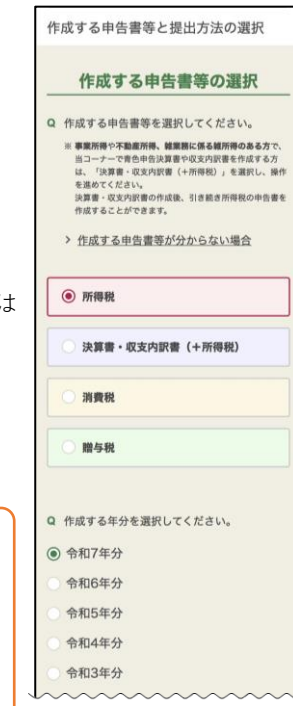 作成する申告書等と提出方法の選択
作成する申告書等の選択
Q 作成する申告書等を選択してください。
※ 事業所得や不動産所得、雑業務に係る雑所得のある方で、
当コーナーで青色申告決算書や収支内訳書を作成する方
は、「決算書・収支内訳書（＋所得税）」を選択し、操作
を進めてください。
決算書・収支内訳書の作成後、引き続き所得税の申告書を
作成することができます。
> 作成する申告書等が分からない場合
は
所得税
決算書・収支内訳書（＋所得税）
消費税
贈与税
Q 作成する年分を選択してください。
令和7年分
令和6年分
令和5年分
令和4年分
令和3年分